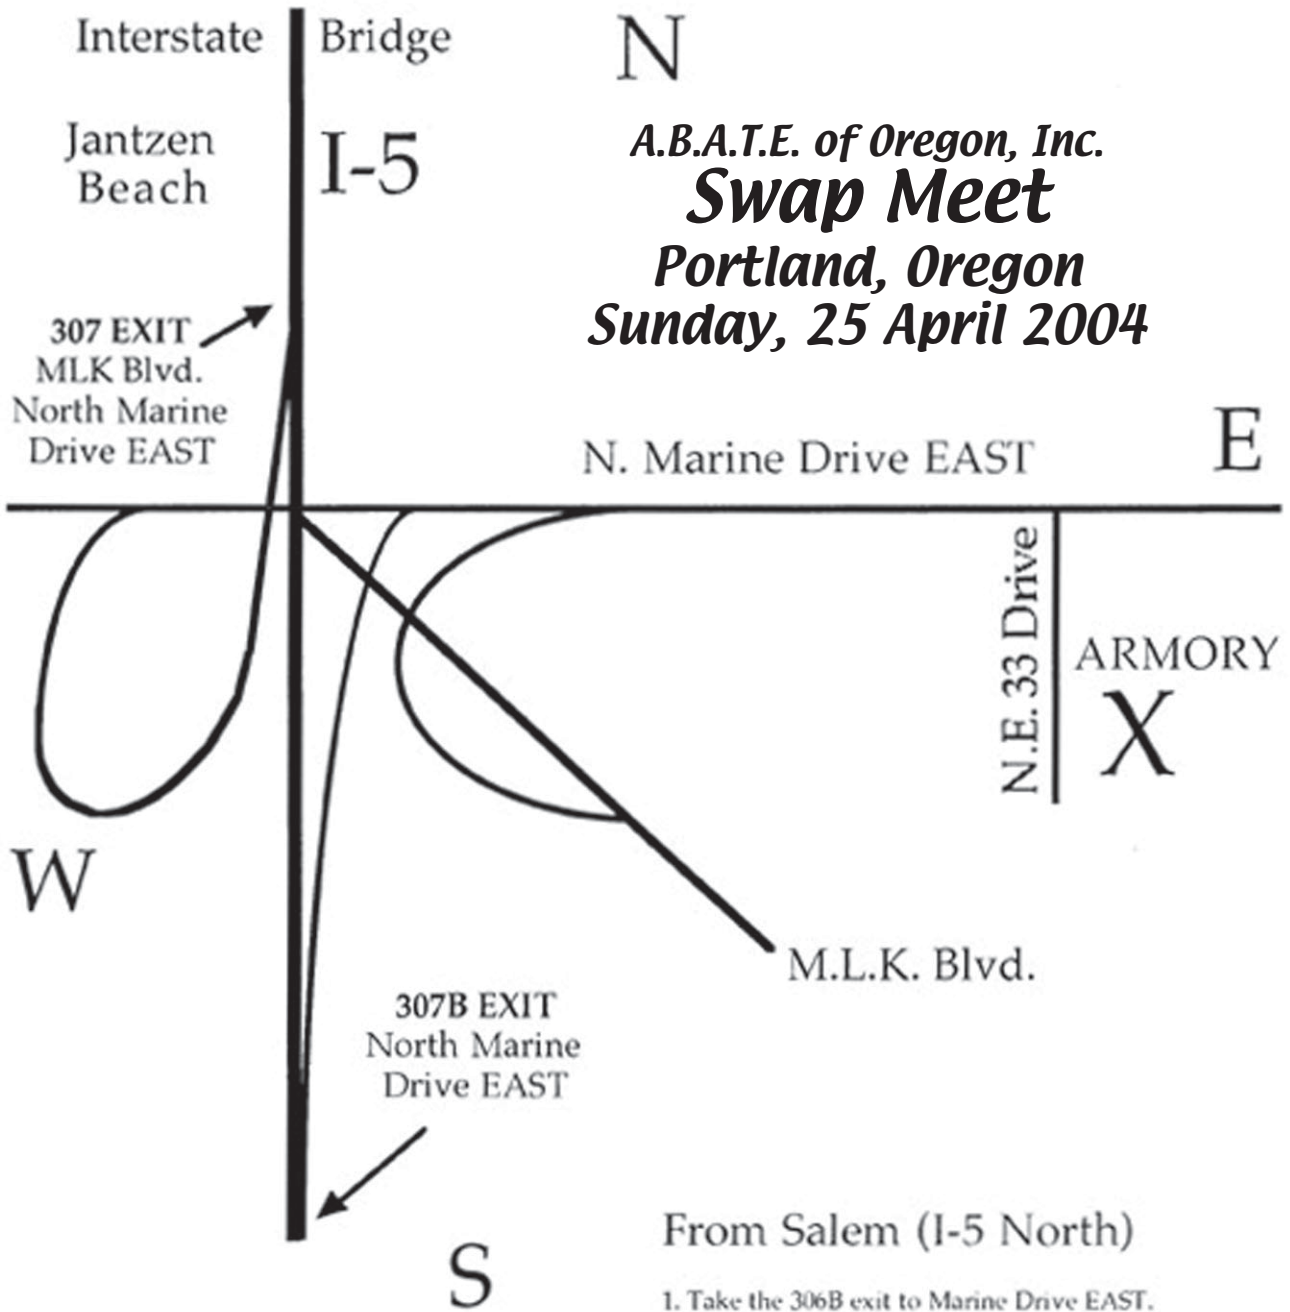 Interstate Bridge
N
Jantzen
Beach
I-5
A.B.A.T.E. of Oregon, Inc.
Swap Meet
Portland, Oregon
Sunday, 25 April 2004
307 EXIT
MLK Blvd.
North Marine
Drive EAST
N. Marine Drive EAST
E
N.E. 33 Drive
ARMORY
X
W
M.L.K. Blvd.
307B EXIT
North Marine
Drive EAST
S
From Salem (I-5 North)
1. Take the 306B exit to Marine Drive EAST.